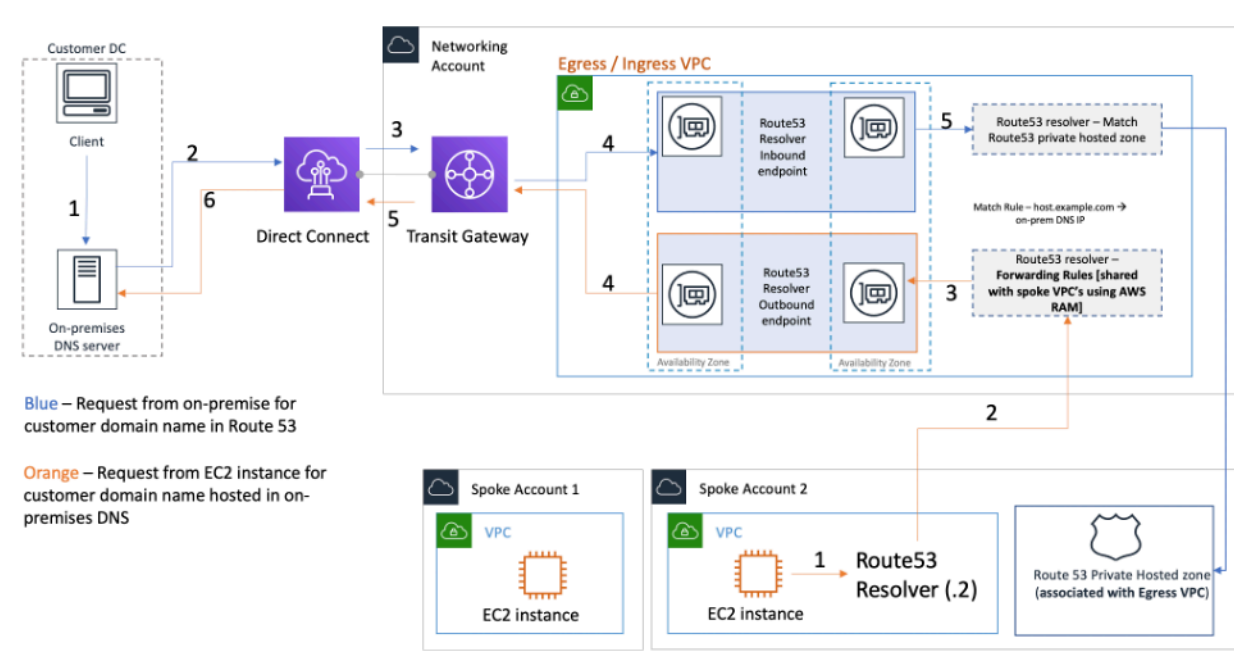 Customer DC
Client
1
On-premises
DNS server
2
6
Direct Connect
3
5
Transit Gateway
Networking
Account
Egress / Ingress VPC
4
4
Route53
Resolver
Inbound
endpoint
5
Route53 resolver – Match
Route53 private hosted zone
Match Rule – host.example.com →
on-prem DNS IP
Route53
Resolver
Outbound
endpoint
3
Route53 resolver –
Forwarding Rules [shared
with spoke VPC's using AWS
RAM]
Availability Zone
Availability Zone
2
Blue – Request from on-premise for
customer domain name in Route 53
Orange – Request from EC2 instance for
customer domain name hosted in on-
premises DNS
Spoke Account 1
VPC
EC2 instance
Spoke Account 2
VPC
EC2 instance
1
Route53
Resolver (.2)
Route 53 Private Hosted zone
(associated with Egress VPC)